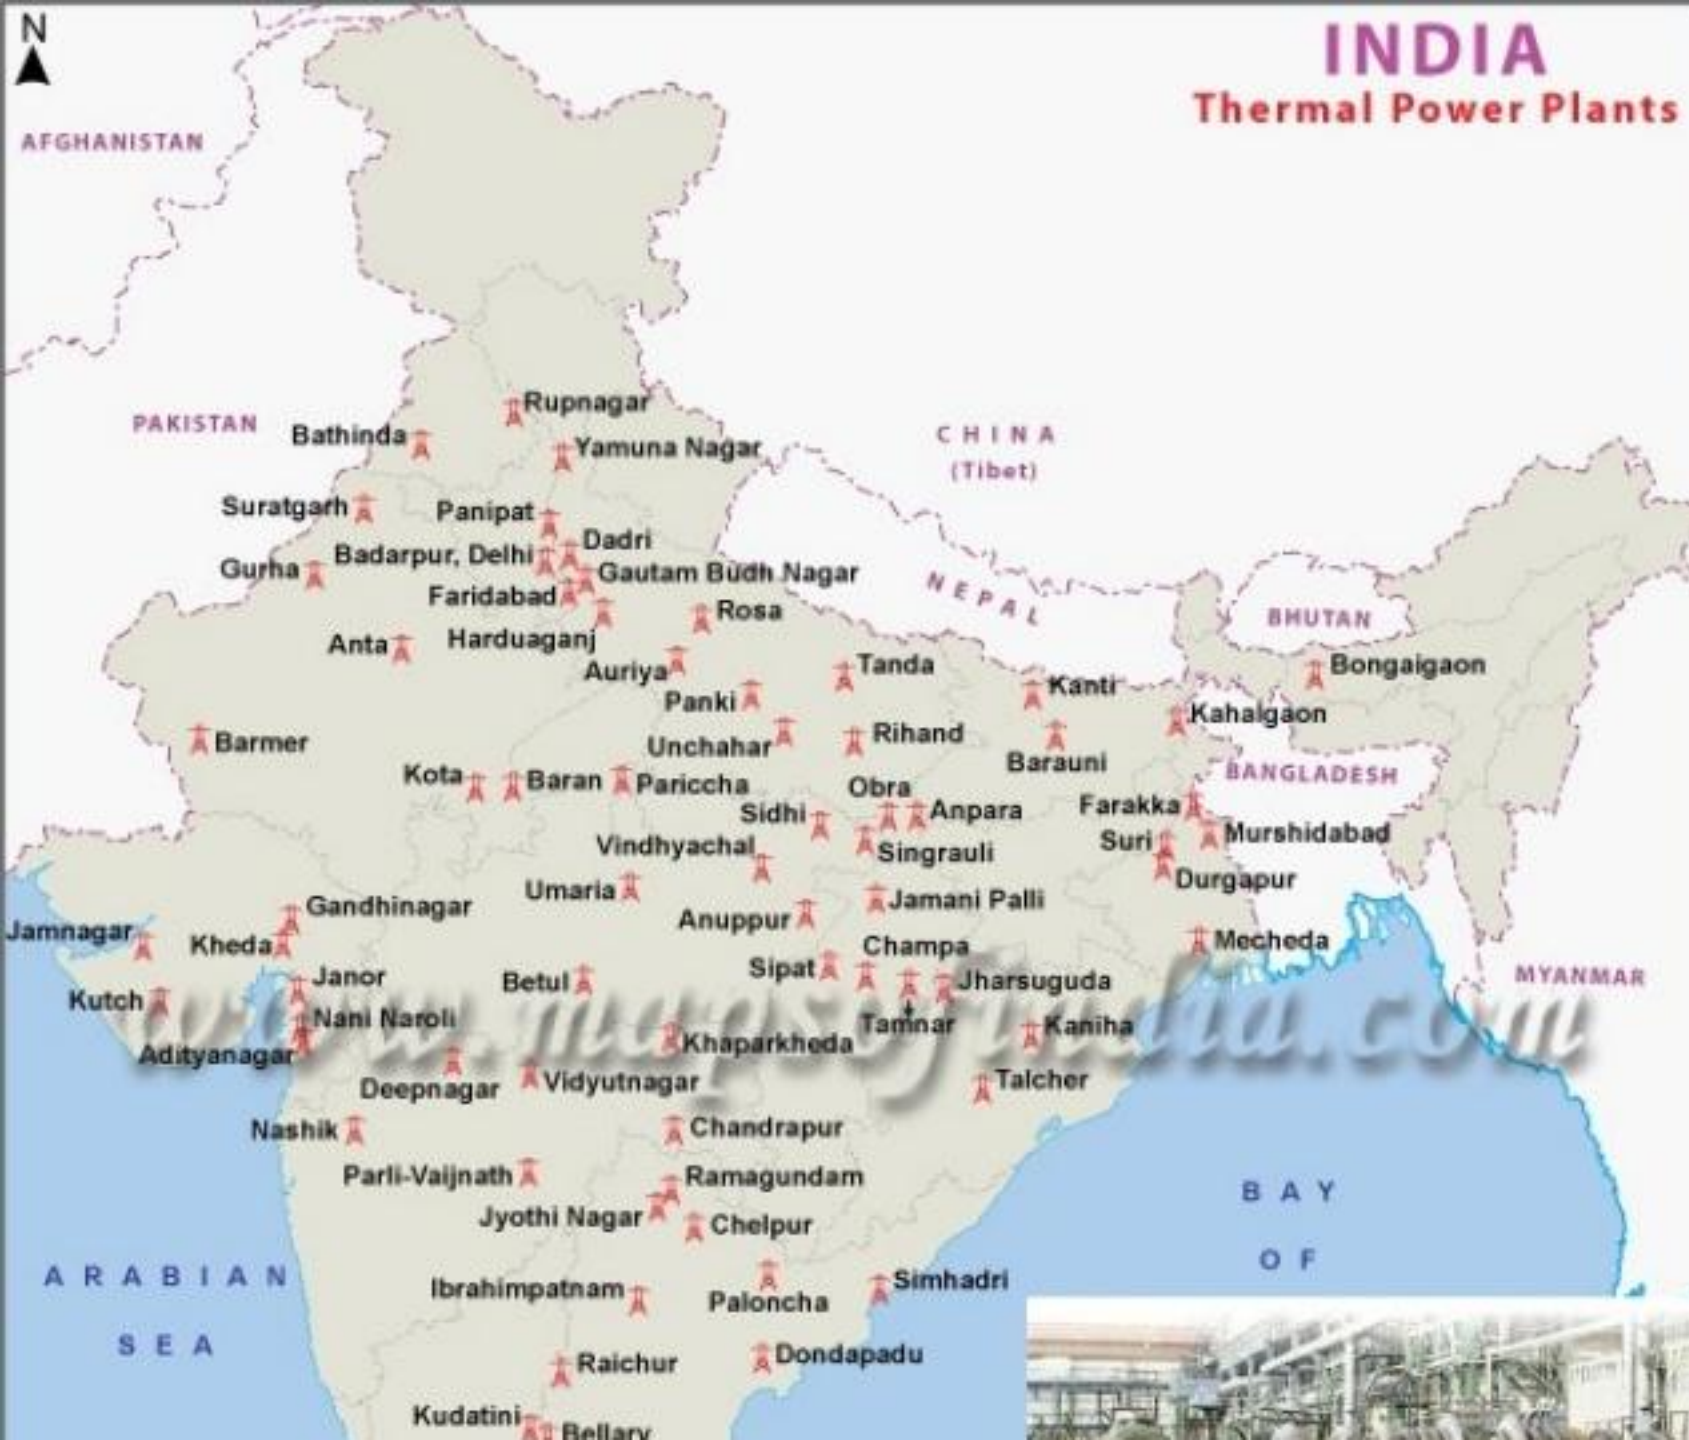 N
INDIA
Thermal Power Plants
AFGHANISTAN
PAKISTAN
CHINA
(Tibet)
NEPAL
BHUTAN
BANGLADESH
MYANMAR
Rupnagar
Bathinda
Yamuna Nagar
Suratgarh
Panipat
Dadri
Badarpur, Delhi
Gurha
Gautam Budh Nagar
Faridabad
Rosa
Harduaganj
Anta
Auriya
Tanda
Bongaigaon
Panki
Kanti
Kahalgaon
Barmer
Unchahar
Rihand
Barauni
Kota
Baran
Pariccha
Obra
Sidhi
Anpara
Farakka
Murshidabad
Suri
Vindhyachal
Singrauli
Durgapur
Umaria
Jamani Palli
Gandhinagar
Anuppur
Jamnagar
Kheda
Champa
Mecheda
Sipat
Janor
Betul
Jharsuguda
Kutch
Nani Naroli
Tamnar
Kaniha
www.mapsofindia.com
Adityanagar
Khaparkheda
Deepnagar
Vidyutnagar
Talcher
Nashik
Chandrapur
Parli-Vaijnath
Ramagundam
Jyothi Nagar
Chelpur
BAY
OF
ARABIAN
SEA
Ibrahimpatnam
Paloncha
Simhadri
Raichur
Dondapadu
Kudatini
Bellary